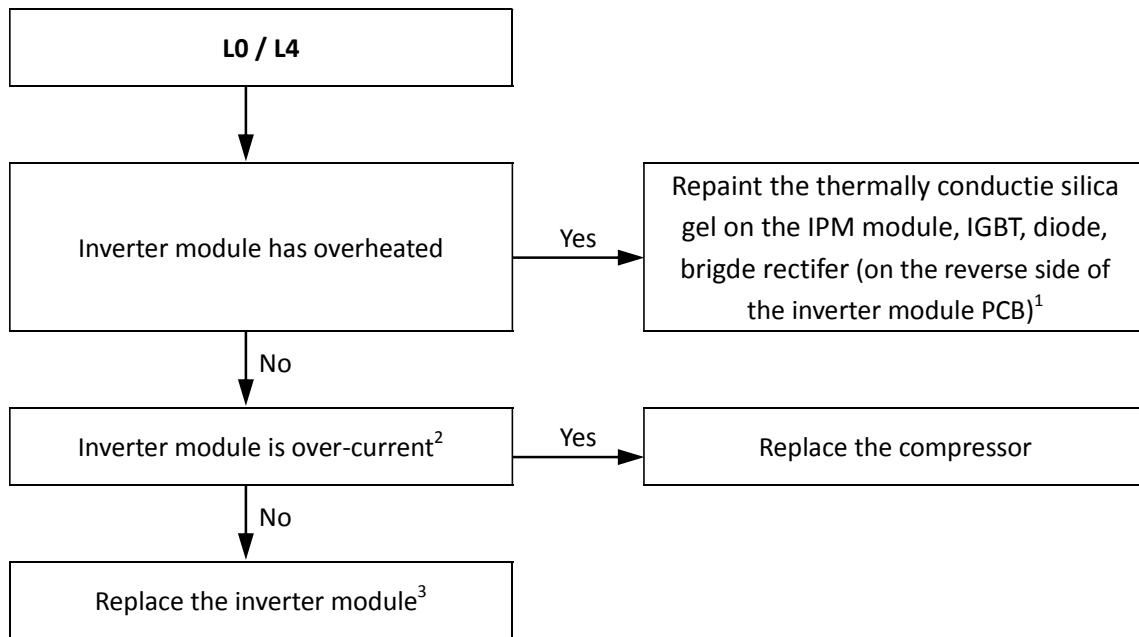 L0 / L4
Inverter module has overheated
Yes
Repaint the thermally conductie silica
gel on the IPM module, IGBT, diode,
brigde rectifer (on the reverse side of
the inverter module PCB)1
No
Inverter module is over-current2
Yes
Replace the compressor
No
Replace the inverter module3